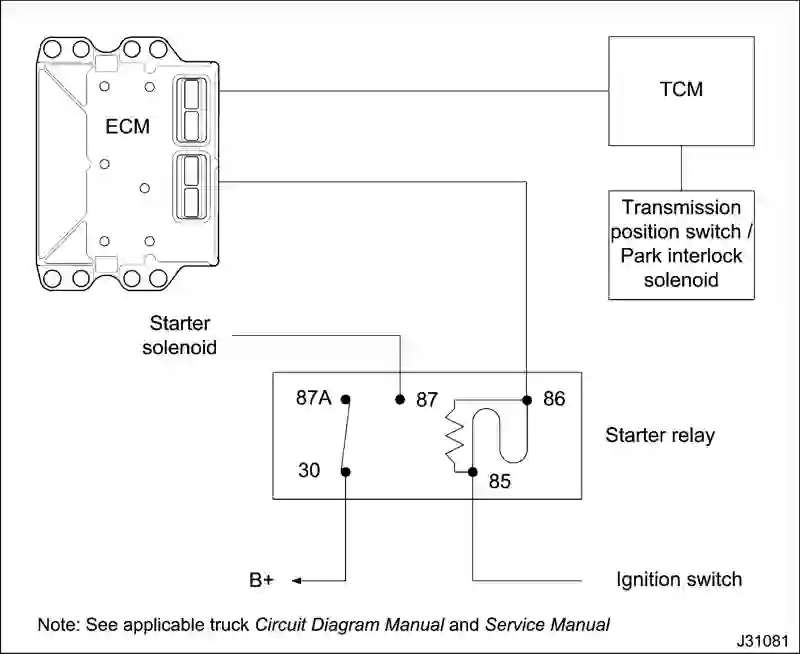 ECM
TCM
Transmission
position switch /
Park interlock
solenoid
Starter
solenoid
87A
87
86
30
85
Starter relay
B+
Ignition switch
Note: See applicable truck Circuit Diagram Manual and Service Manual
J31081